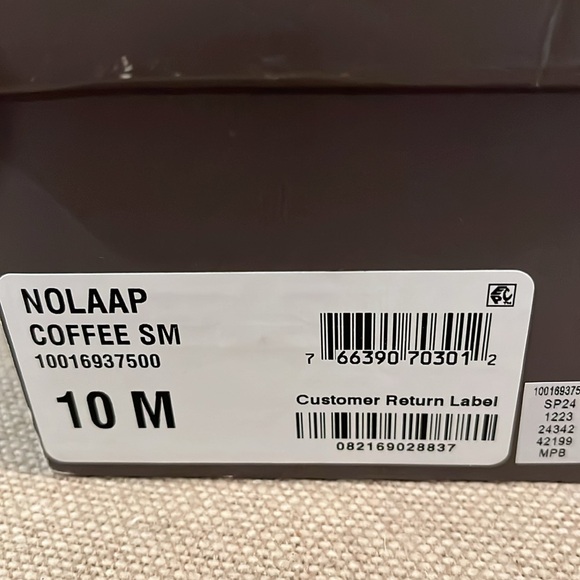 NOLAAP
COFFEE SM
10016937500
10 M
7 66390 70301 2
Customer Return Label
082169028837
100169375
SP24
1223
24342
42199
MPB